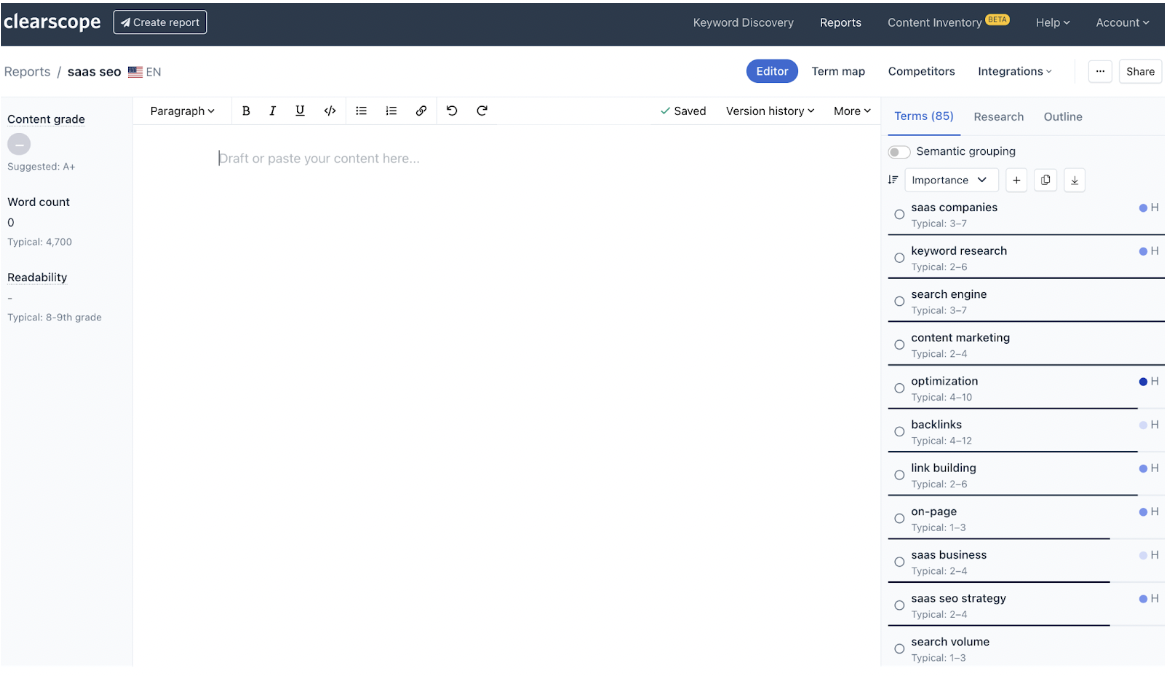 clearscope Create report Keyword Discovery Reports Content Inventory BETA Help Account
Reports / saas seo EN Editor Term map Competitors Integrations ... Share
Content grade
–
Suggested: A+
Word count
0
Typical: 4,700
Readability
-
Typical: 8-9th grade
Paragraph B I U </> Saved Version history More
Draft or paste your content here...
Terms (85) Research Outline
Semantic grouping
Importance +
saas companies H
Typical: 3–7
keyword research H
Typical: 2–6
search engine
Typical: 3–7
content marketing
Typical: 2–4
optimization H
Typical: 4–10
backlinks H
Typical: 4–12
link building H
Typical: 2–6
on-page H
Typical: 1–3
saas business H
Typical: 2–4
saas seo strategy H
Typical: 2–4
search volume
Typical: 1–3